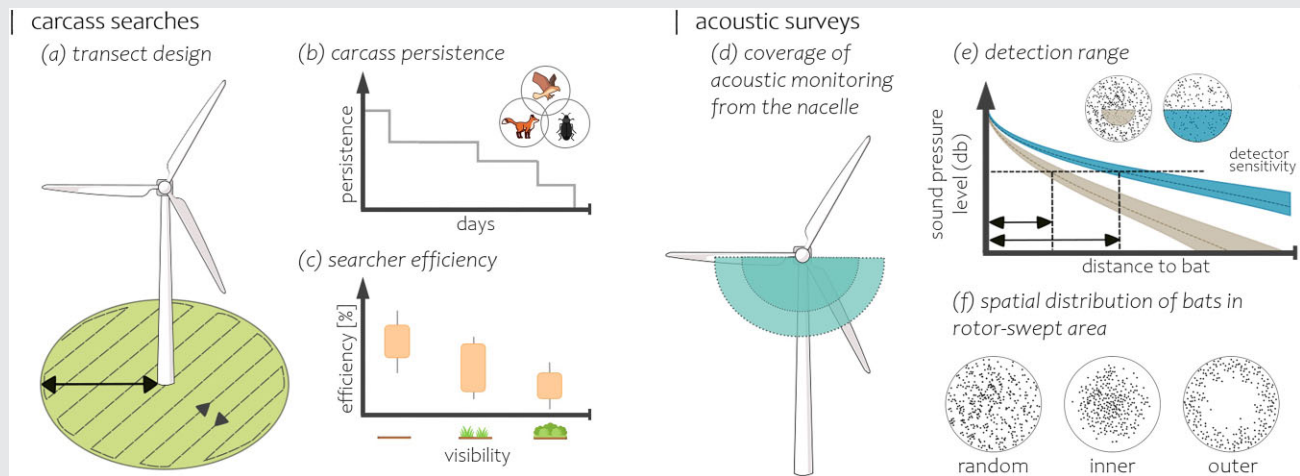 carcass searches
(a) transect design
(b) carcass persistence
persistence
days
(c) searcher efficiency
efficiency [%]
visibility
acoustic surveys
(d) coverage of
acoustic monitoring
from the nacelle
(e) detection range
sound pressure
level (db)
detector
sensitivity
distance to bat
(f) spatial distribution of bats in
rotor-swept area
random
inner
outer